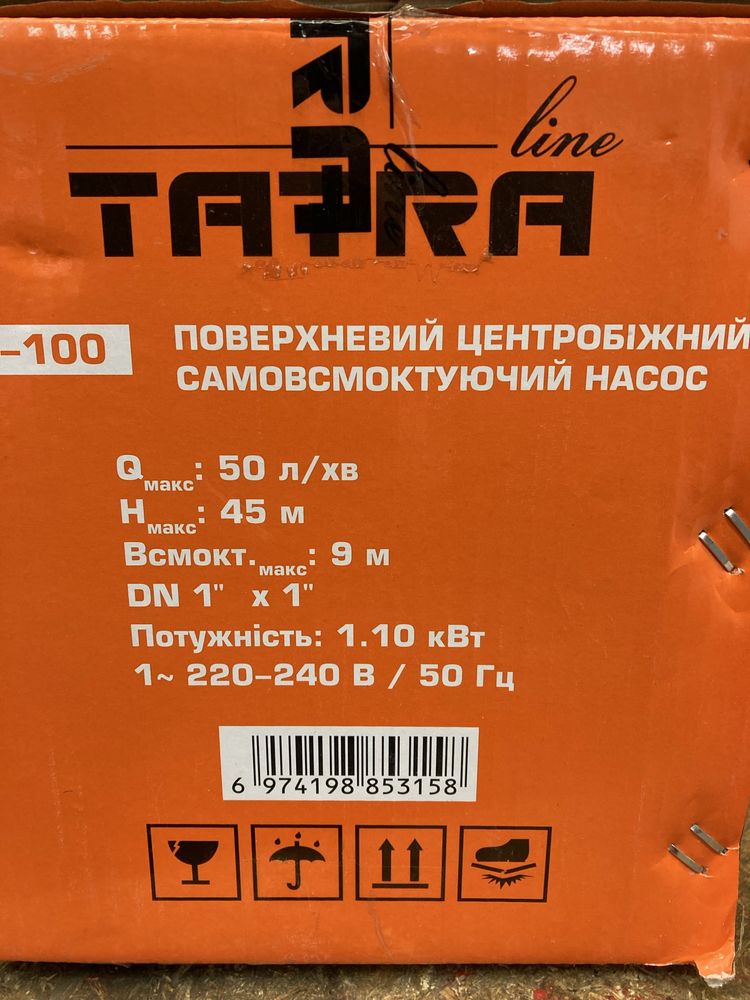 line
TATRA
–100
ПОВЕРХНЕВИЙ ЦЕНТРОБІЖНИЙ
САМОВСМОКТУЮЧИЙ НАСОС
Qмакс: 50 л/хв
Hмакс: 45 м
Всмокт.макс: 9 м
DN 1" x 1"
Потужність: 1.10 кВт
1~ 220–240 В / 50 Гц
6 974198 853158